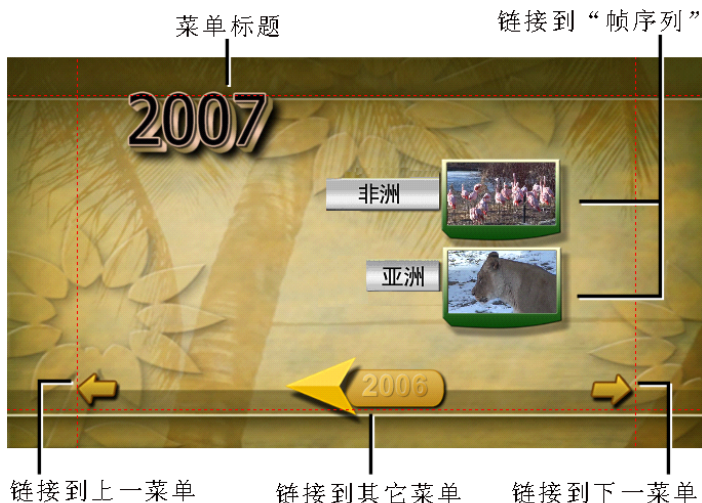 菜单标题
链接到“帧序列”
2007
非洲
亚洲
2006
链接到上一菜单
链接到其它菜单
链接到下一菜单